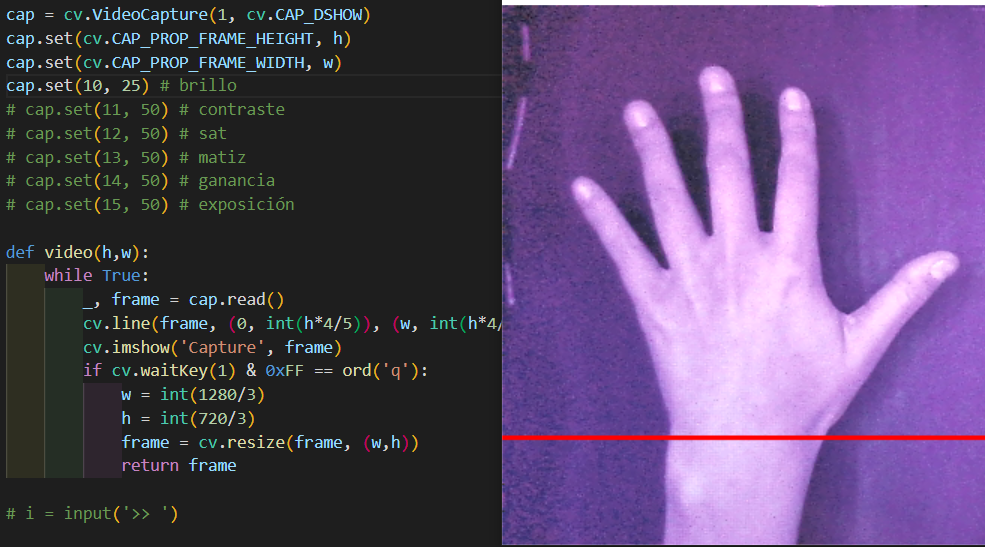 cap = cv.VideoCapture(1, cv.CAP_DSHOW)
cap.set(cv.CAP_PROP_FRAME_HEIGHT, h)
cap.set(cv.CAP_PROP_FRAME_WIDTH, w)
cap.set(10, 25) # brillo
# cap.set(11, 50) # contraste
# cap.set(12, 50) # sat
# cap.set(13, 50) # matiz
# cap.set(14, 50) # ganancia
# cap.set(15, 50) # exposición
def video(h,w):
while True:
_, frame = cap.read()
cv.line(frame, (0, int(h*4/5)), (w, int(h*4/
cv.imshow('Capture', frame)
if cv.waitKey(1) & 0xFF == ord('q'):
w = int(1280/3)
h = int(720/3)
frame = cv.resize(frame, (w,h))
return frame
# i = input('>> ')